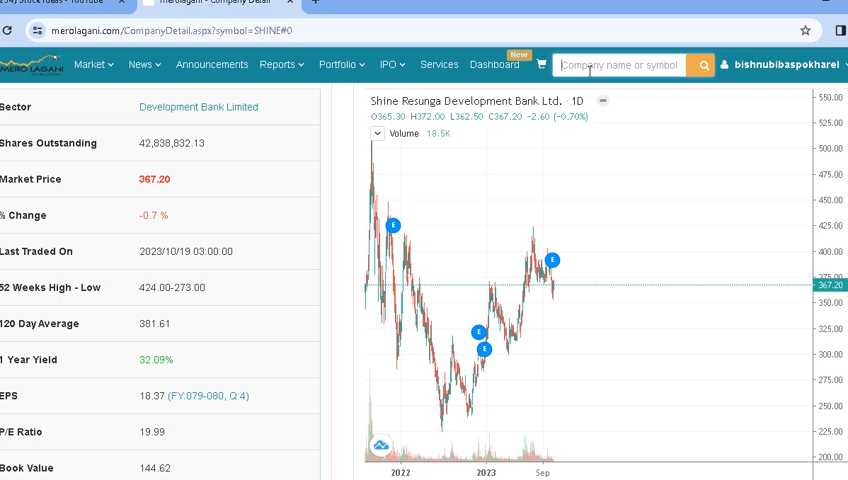 Stock Ideas - YouTube
merolagani - Company Detail
merolagani.com/CompanyDetail.aspx?symbol=SHINE#0
MERO LAGANI
Market
News
Announcements
Reports
Portfolio
IPO
Services
Dashboard
New
Company name or symbol
bishnubibaspokharel
Sector
Development Bank Limited
Shares Outstanding
42,838,832.13
Market Price
367.20
% Change
-0.7 %
Last Traded On
2023/10/19 03:00:00
52 Weeks High - Low
424.00-273.00
120 Day Average
381.61
1 Year Yield
32.09%
EPS
18.37 (FY:079-080, Q:4)
P/E Ratio
19.99
Book Value
144.62
Shine Resunga Development Bank Ltd. · 1D
O365.30 H372.00 L362.50 C367.20 -2.60 (-0.70%)
Volume 18.5K
E
E
E
E
550.00
525.00
500.00
475.00
450.00
425.00
400.00
375.00
367.20
350.00
325.00
300.00
275.00
250.00
225.00
200.00
2022
2023
Sep